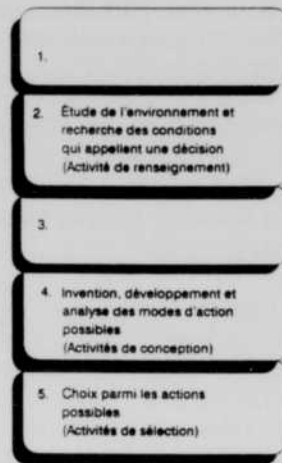 1.
2. Étude de l'environnement et
recherche des conditions
qui appellent une décision
(Activité de renseignement)
3.
4. Invention, développement et
analyse des modes d'action
possibles
(Activités de conception)
5. Choix parmi les actions
possibles
(Activités de sélection)